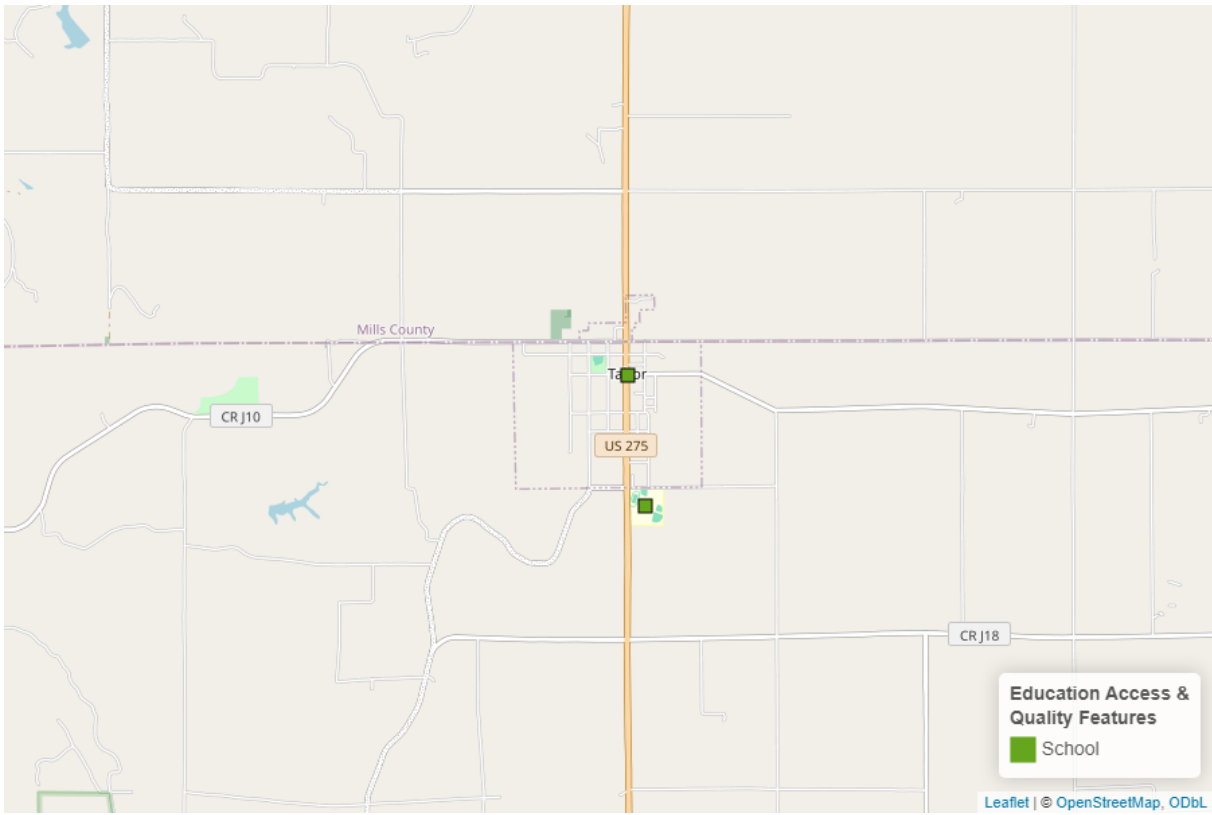 Mills County
CR J10
US 275
CR J18
Education Access &
Quality Features
School
Leaflet | © OpenStreetMap, ODbL